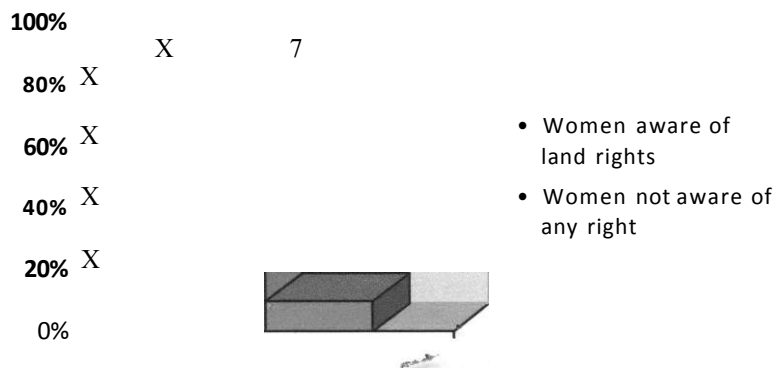 100%
X 7
80% X
60% X
40% X
20% X
0%
• Women aware of
land rights
• Women not aware of
any right